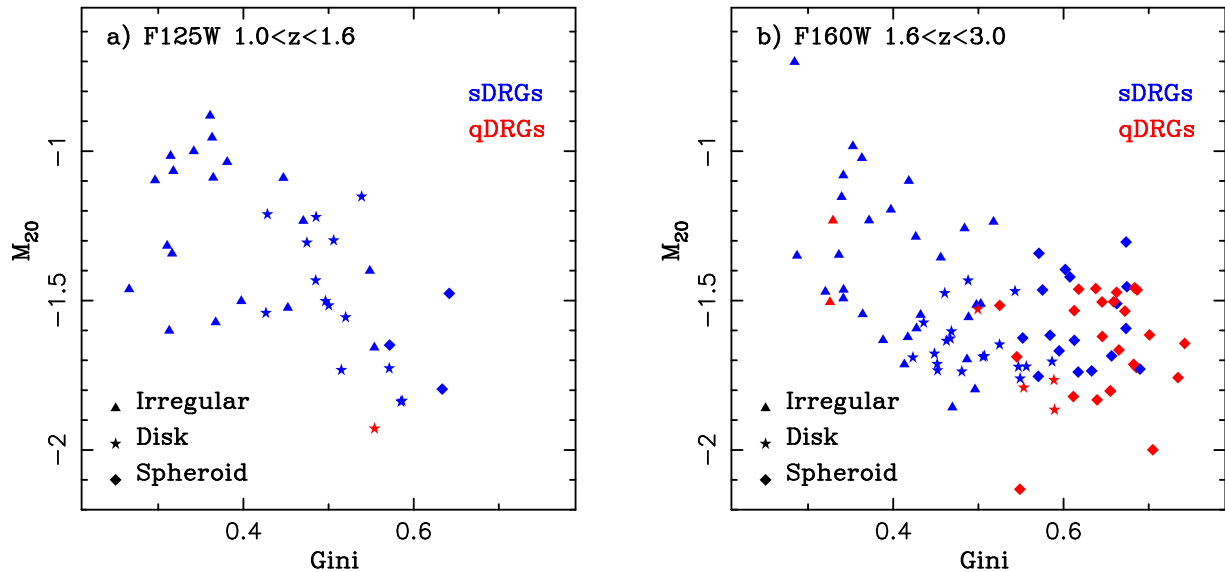 a) F125W 1.0<z<1.6
sDRGs
qDRGs
−1
−1.5
−2
M20
Irregular
Disk
Spheroid
0.4
0.6
Gini
b) F160W 1.6<z<3.0
sDRGs
qDRGs
−1
−1.5
−2
M20
Irregular
Disk
Spheroid
0.4
0.6
Gini